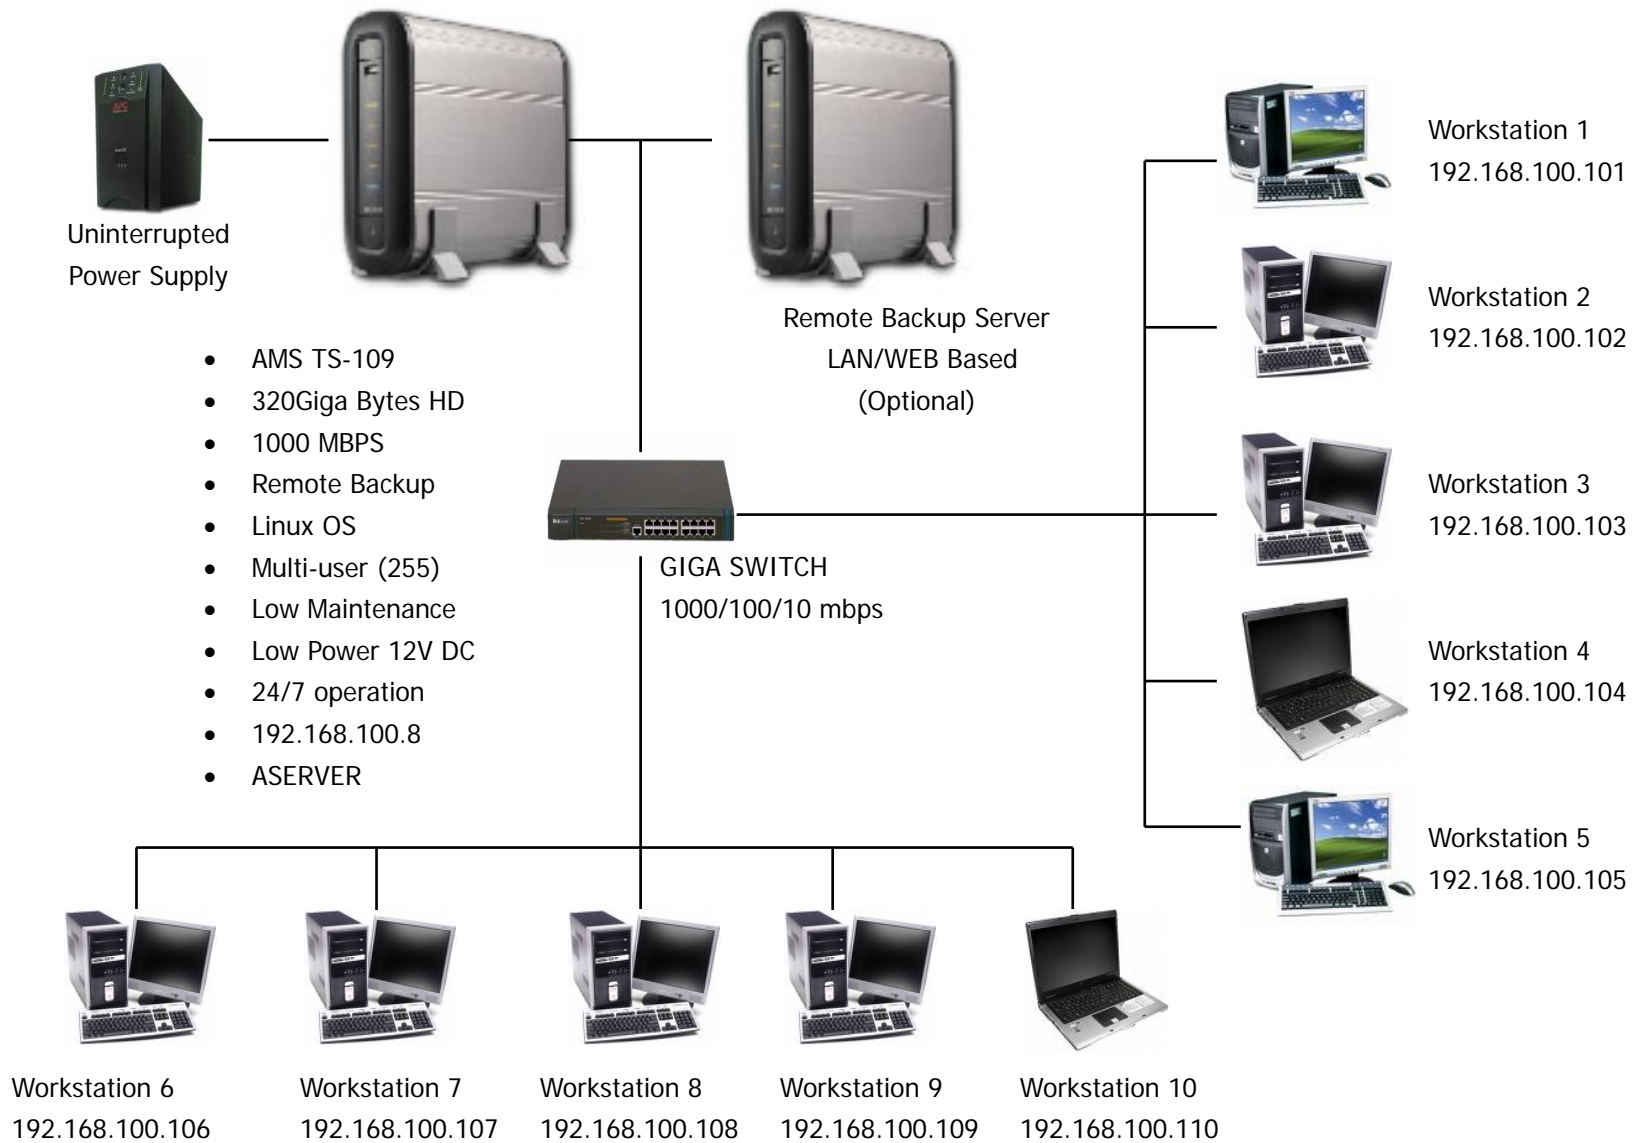 APC
Uninterrupted
Power Supply
Remote Backup Server
LAN/WEB Based
(Optional)
• AMS TS-109
• 320Giga Bytes HD
• 1000 MBPS
• Remote Backup
• Linux OS
• Multi-user (255)
• Low Maintenance
• Low Power 12V DC
• 24/7 operation
• 192.168.100.8
• ASERVER
GIGA SWITCH
1000/100/10 mbps
Workstation 1
192.168.100.101
Workstation 2
192.168.100.102
Workstation 3
192.168.100.103
Workstation 4
192.168.100.104
Workstation 5
192.168.100.105
Workstation 6
192.168.100.106
Workstation 7
192.168.100.107
Workstation 8
192.168.100.108
Workstation 9
192.168.100.109
Workstation 10
192.168.100.110